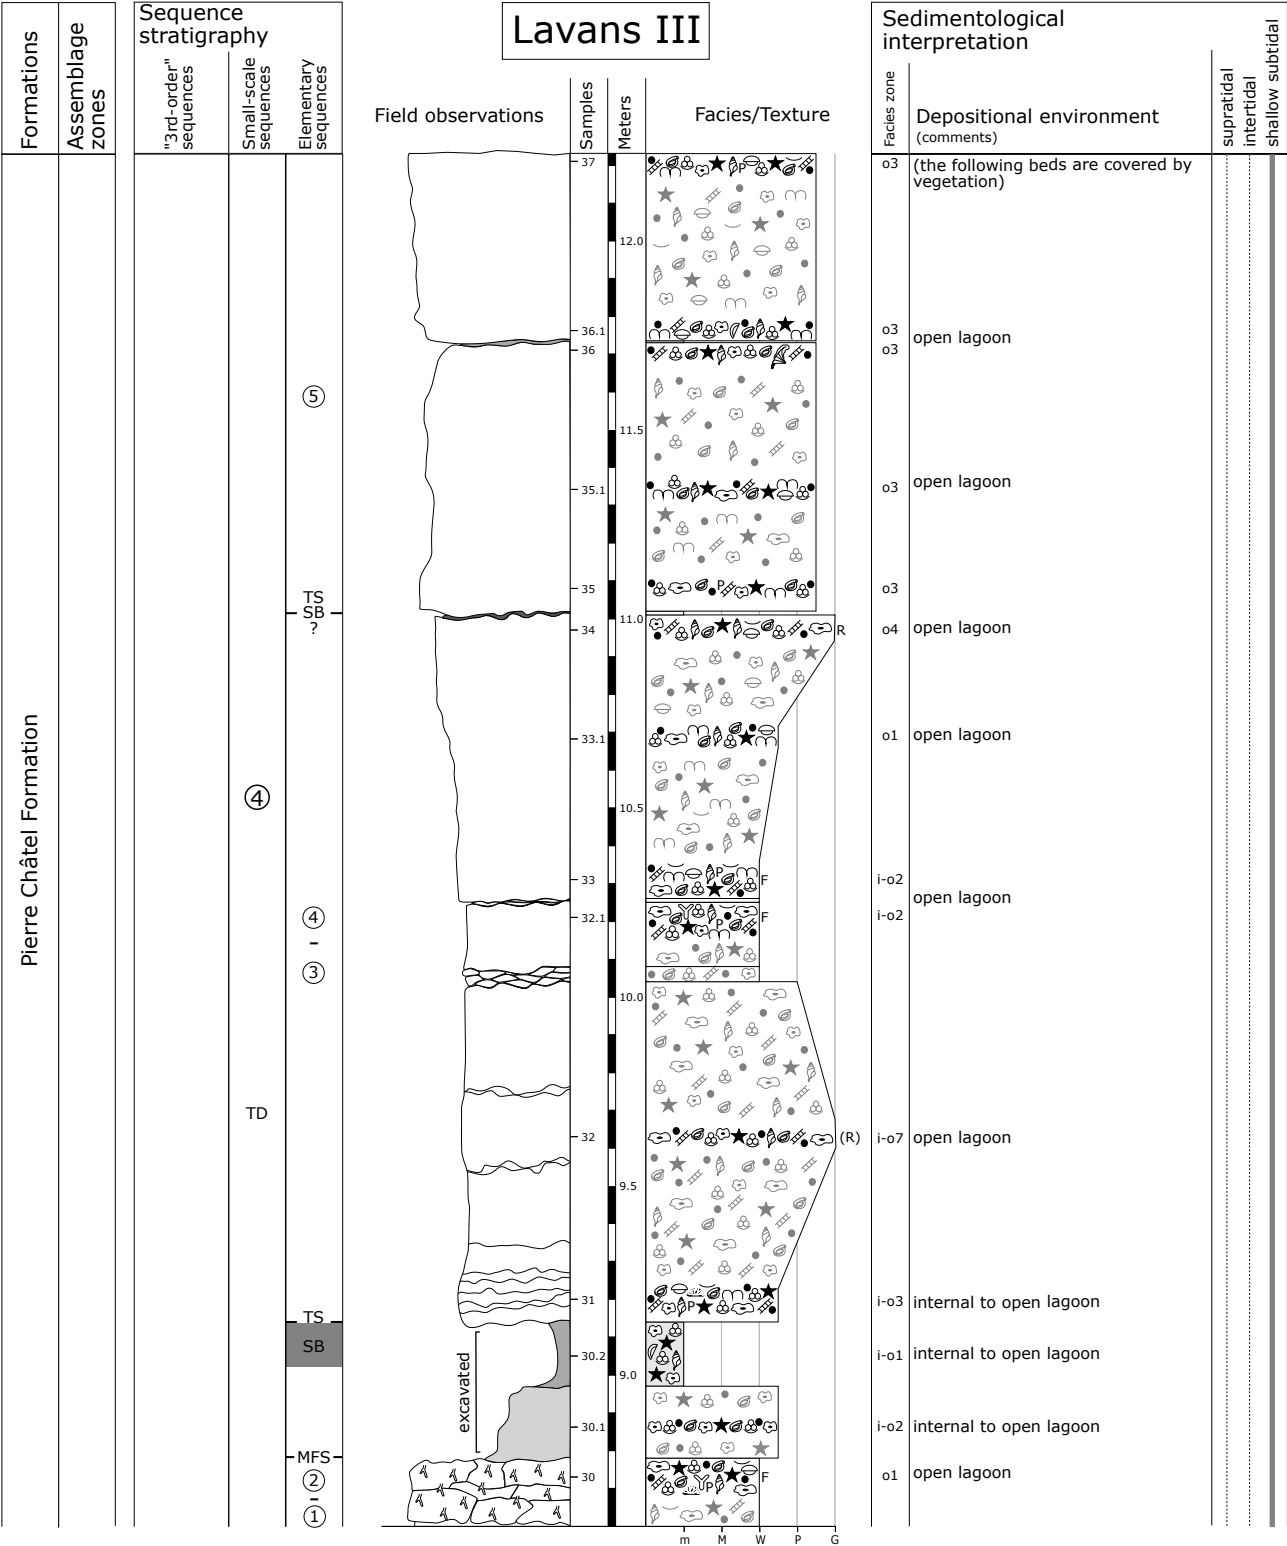 Lavans III
Formations
Assemblage
zones
Sequence
stratigraphy
"3rd-order"
sequences
Small-scale
sequences
Elementary
sequences
Field observations
Samples
Meters
Facies/Texture
Sedimentological
interpretation
Facies zone
Depositional environment
(comments)
supratidal
intertidal
shallow subtidal
37
P
o3
(the following beds are covered by
vegetation)
12.0
36.1
o3
open lagoon
36
o3
5
11.5
35.1
o3
open lagoon
35
P
o3
TS
SB
?
11.0
34
R
o4
open lagoon
33.1
o1
open lagoon
4
10.5
Pierre Châtel Formation
33
P
F
i-o2
open lagoon
4
32.1
P
F
i-o2
-
3
10.0
TD
32
(R)
i-o7
open lagoon
9.5
31
P
i-o3
internal to open lagoon
TS
SB
excavated
30.2
i-o1
internal to open lagoon
9.0
30.1
i-o2
internal to open lagoon
MFS
2
30
P
F
o1
open lagoon
-
1
m M W P G